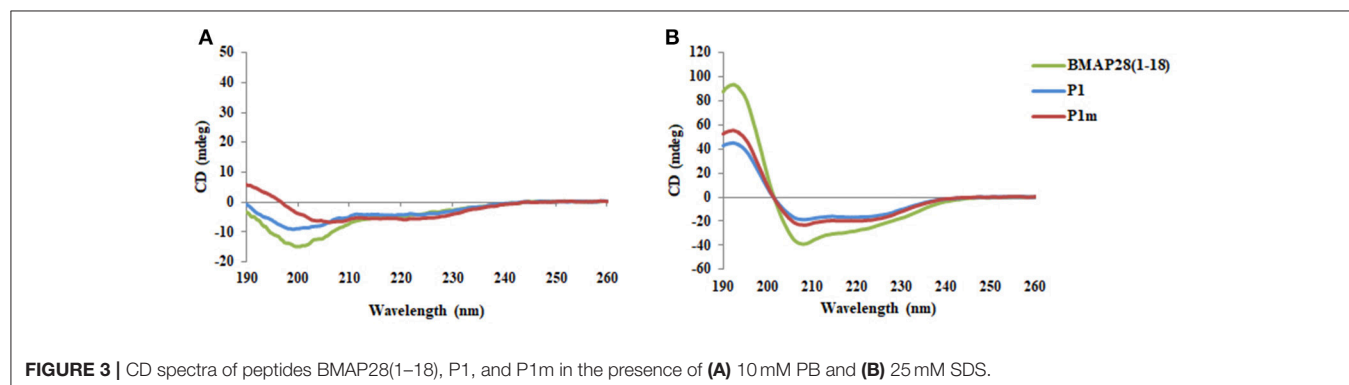 A
50
40
30
20
10
0
-10
-20
CD (mdeg)
190 200 210 220 230 240 250 260
Wavelength (nm)
B
120
100
80
60
40
20
0
-20
-40
-60
CD (mdeg)
190 200 210 220 230 240 250 260
Wavelength (nm)
BMAP28(1-18)
P1
P1m
FIGURE 3 | CD spectra of peptides BMAP28(1–18), P1, and P1m in the presence of (A) 10 mM PB and (B) 25 mM SDS.